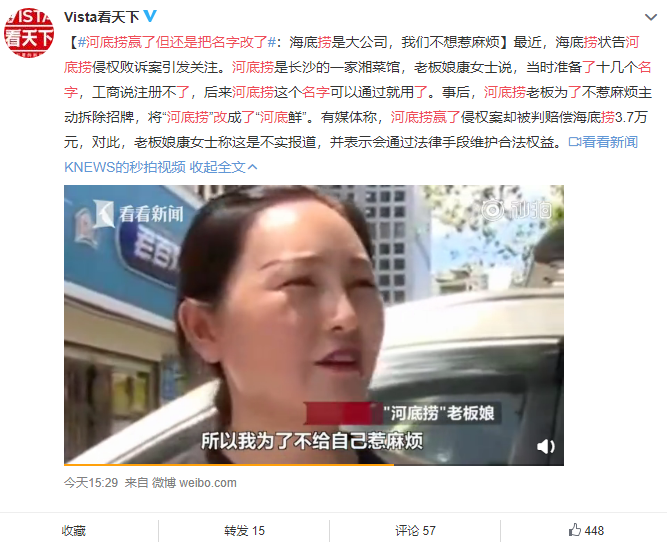 VISTA
看天下
Vista看天下
【#河底捞赢了但还是把名字改了#：海底捞是大公司，我们不想惹麻烦】最近，海底捞状告河
底捞侵权败诉案引发关注。河底捞是长沙的一家湘菜馆，老板娘康女士说，当时准备了十几个名
字，工商说注册不了，后来河底捞这个名字可以通过就用了。事后，河底捞老板为了不惹麻烦主
动拆除招牌，将“河底捞”改成了“河底鲜”。有媒体称，河底捞赢了侵权案却被判赔偿海底捞3.7万
元，对此，老板娘康女士称这是不实报道，并表示会通过法律手段维护合法权益。看看新闻
KNEWS的秒拍视频 收起全文
看看新闻
秒拍
"河底捞"老板娘
所以我为了不给自己惹麻烦
今天15:29 来自 微博 weibo.com
收藏
转发 15
评论 57
448